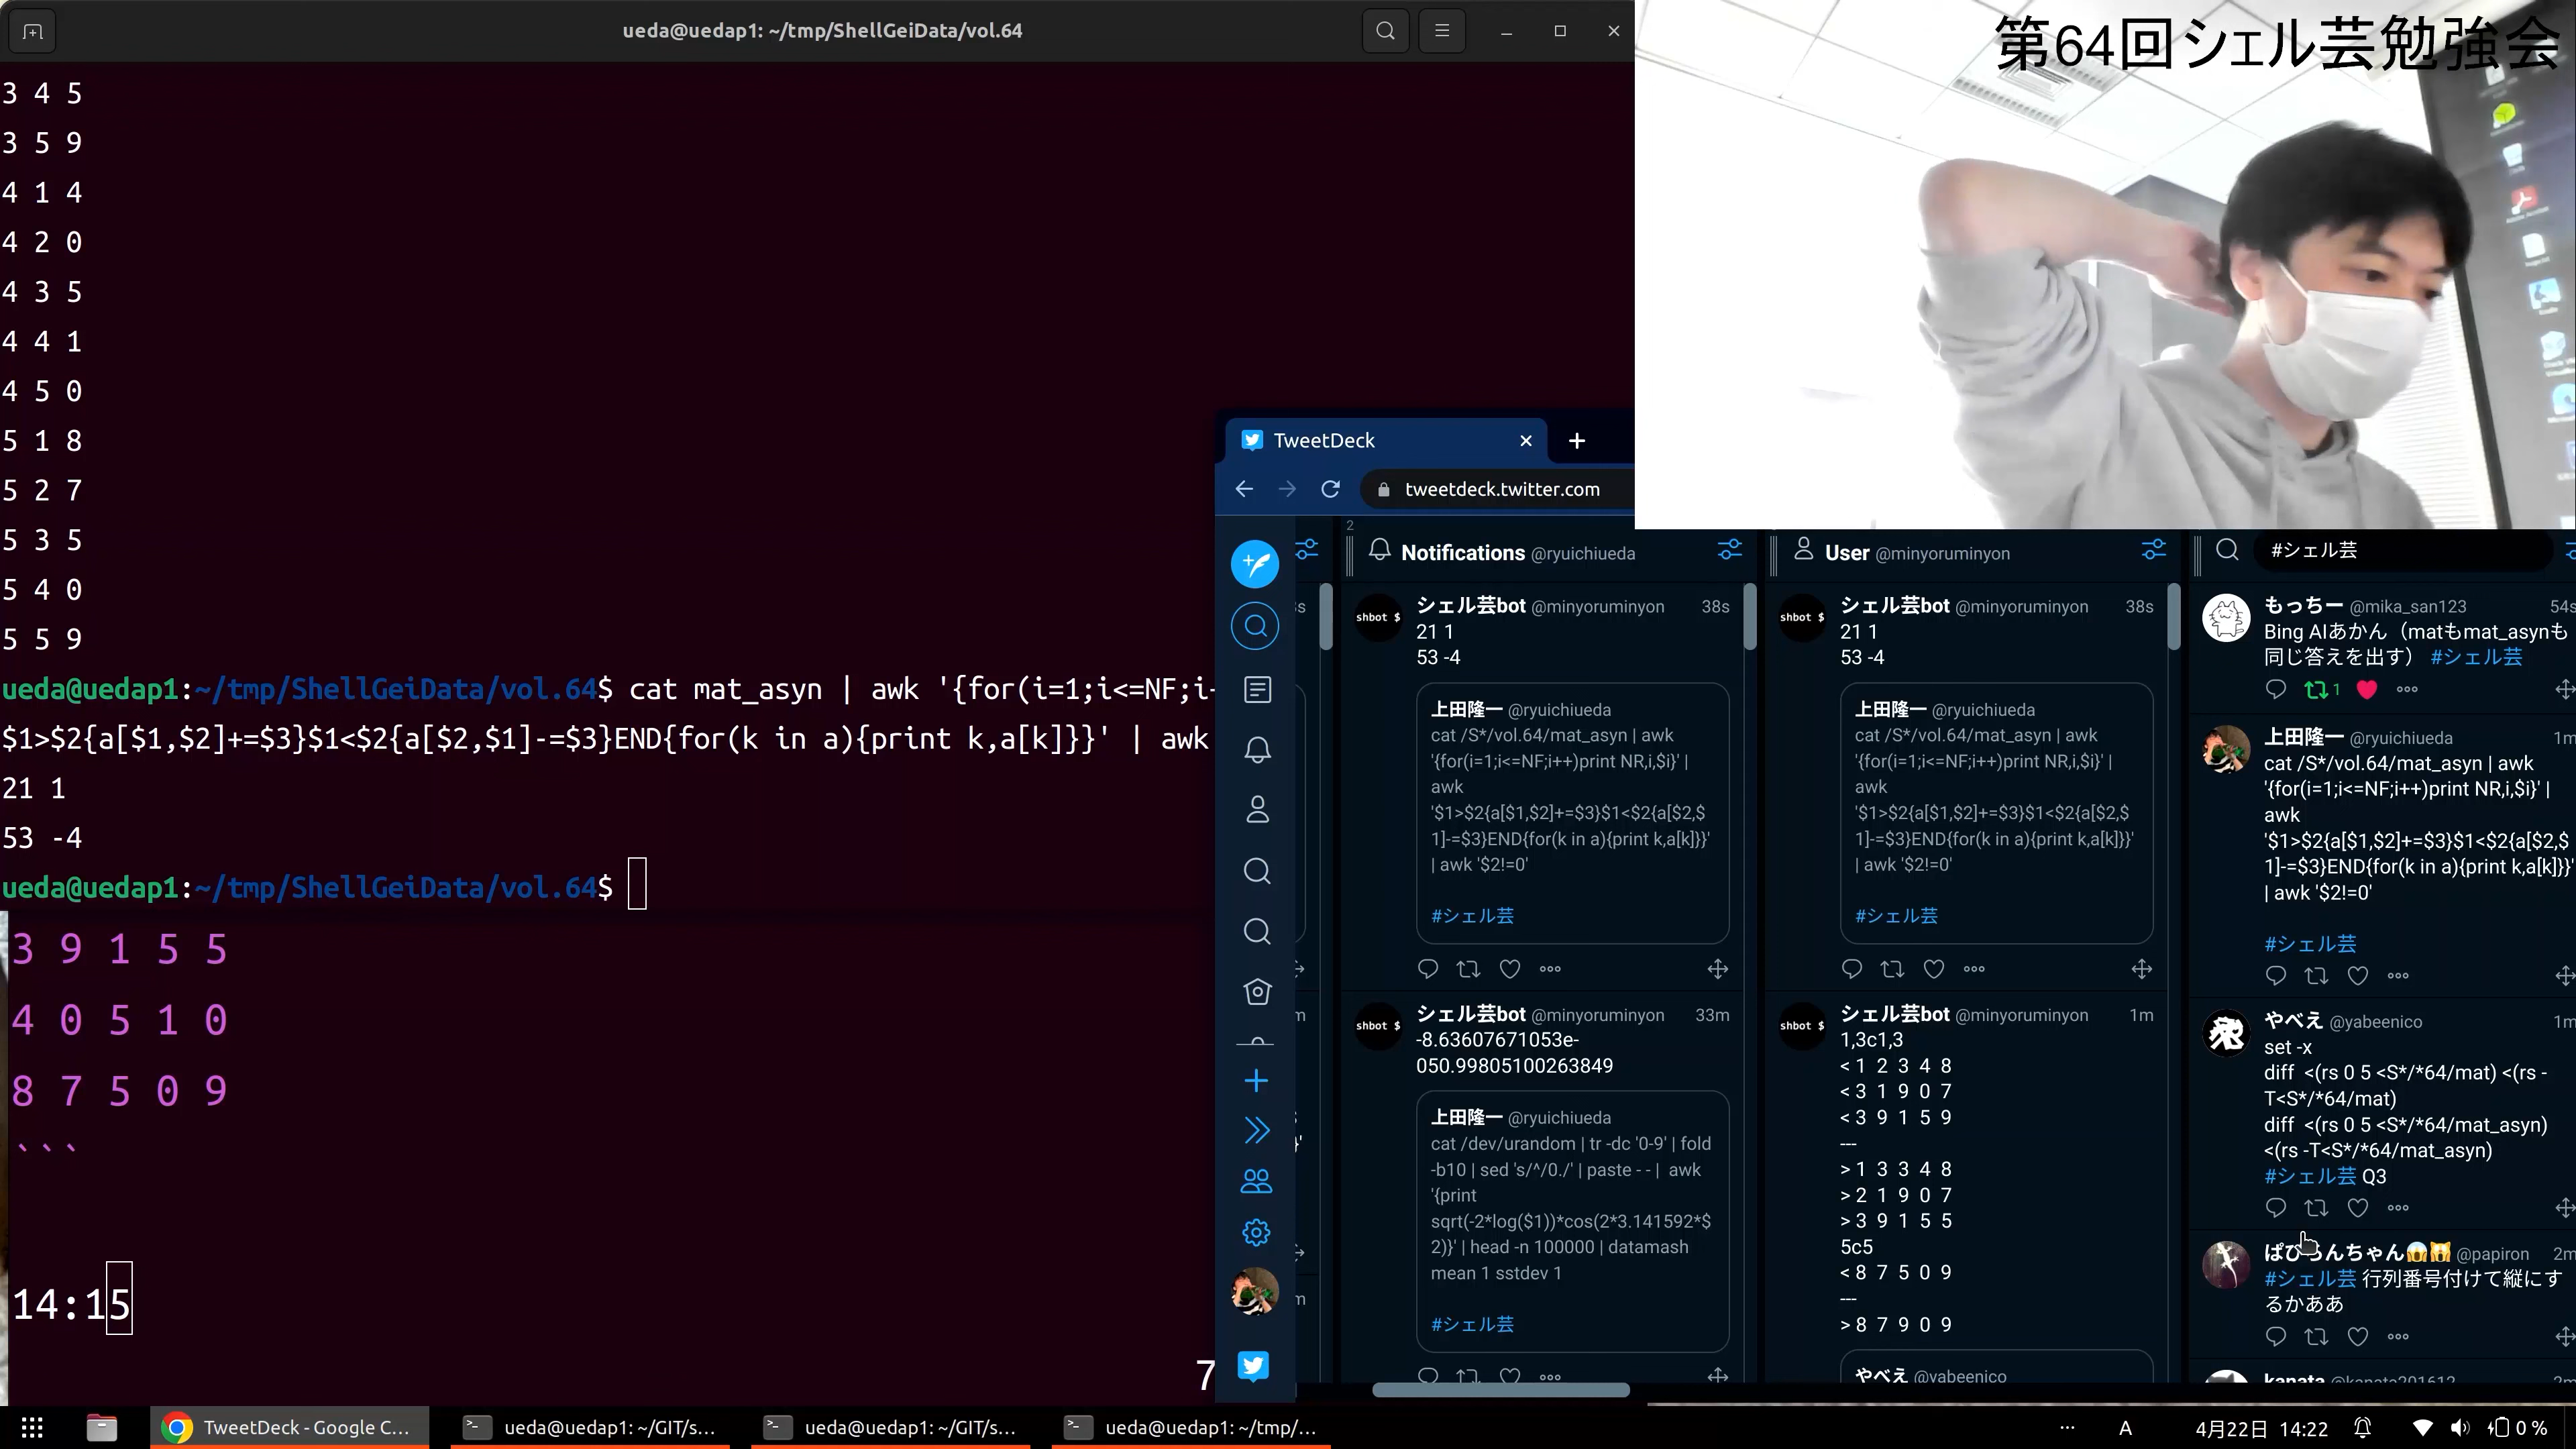 ueda@uedap1: ~/tmp/ShellGeiData/vol.64
第64回シェル芸勉強会
3 4 5
3 5 9
4 1 4
4 2 0
4 3 5
4 4 1
4 5 0
5 1 8
5 2 7
5 3 5
5 4 0
5 5 9
ueda@uedap1:~/tmp/ShellGeiData/vol.64$ cat mat_asyn | awk '{for(i=1;i<=NF;i
$1>$2{a[$1,$2]+=$3}$1<$2{a[$2,$1]-=$3}END{for(k in a){print k,a[k]}}' | awk
21 1
53 -4
ueda@uedap1:~/tmp/ShellGeiData/vol.64$
3 9 1 5 5
4 0 5 1 0
8 7 5 0 9
```
14:15
7
TweetDeck
tweetdeck.twitter.com
2
Notifications @ryuichiueda
シェル芸bot @minyoruminyon 38s
21 1
53 -4
上田隆一 @ryuichiueda
cat /S*/vol.64/mat_asyn | awk
'{for(i=1;i<=NF;i++)print NR,i,$i}' |
awk
'$1>$2{a[$1,$2]+=$3}$1<$2{a[$2,$
1]-=$3}END{for(k in a){print k,a[k]}}'
| awk '$2!=0'
#シェル芸
shbot $
シェル芸bot @minyoruminyon 33m
-8.63607671053e-
050.99805100263849
上田隆一 @ryuichiueda
cat /dev/urandom | tr -dc '0-9' | fold
-b10 | sed 's/^/0./' | paste - - | awk
'{print
sqrt(-2*log($1))*cos(2*3.141592*$
2)}' | head -n 100000 | datamash
mean 1 sstdev 1
#シェル芸
shbot $
User @minyoruminyon
シェル芸bot @minyoruminyon 38s
21 1
53 -4
上田隆一 @ryuichiueda
cat /S*/vol.64/mat_asyn | awk
'{for(i=1;i<=NF;i++)print NR,i,$i}' |
awk
'$1>$2{a[$1,$2]+=$3}$1<$2{a[$2,$
1]-=$3}END{for(k in a){print k,a[k]}}'
| awk '$2!=0'
#シェル芸
shbot $
シェル芸bot @minyoruminyon 1m
1,3c1,3
< 1 2 3 4 8
< 3 1 9 0 7
< 3 9 1 5 9
---
> 1 3 3 4 8
> 2 1 9 0 7
> 3 9 1 5 5
5c5
< 8 7 5 0 9
---
> 8 7 9 0 9
やべえ @yabeenico
shbot $
#シェル芸
もっちー @mika_san123 54s
Bing AIあかん（matもmat_asynも
同じ答えを出す） #シェル芸
1
上田隆一 @ryuichiueda 1m
cat /S*/vol.64/mat_asyn | awk
'{for(i=1;i<=NF;i++)print NR,i,$i}' |
awk
'$1>$2{a[$1,$2]+=$3}$1<$2{a[$2,$
1]-=$3}END{for(k in a){print k,a[k]}}'
| awk '$2!=0'
#シェル芸
やべえ @yabeenico 1m
set -x
diff <(rs 0 5 <S*/*64/mat) <(rs -
T<S*/*64/mat)
diff <(rs 0 5 <S*/*64/mat_asyn)
<(rs -T<S*/*64/mat_asyn)
#シェル芸 Q3
んちゃん @papiron 2m
#シェル芸 行列番号付けて縦にす
るかああ
kanata @kanata201612 2m
TweetDeck - Google C...
ueda@uedap1: ~/GIT/s...
ueda@uedap1: ~/GIT/s...
ueda@uedap1: ~/tmp/...
A
4月22日 14:22
0 %